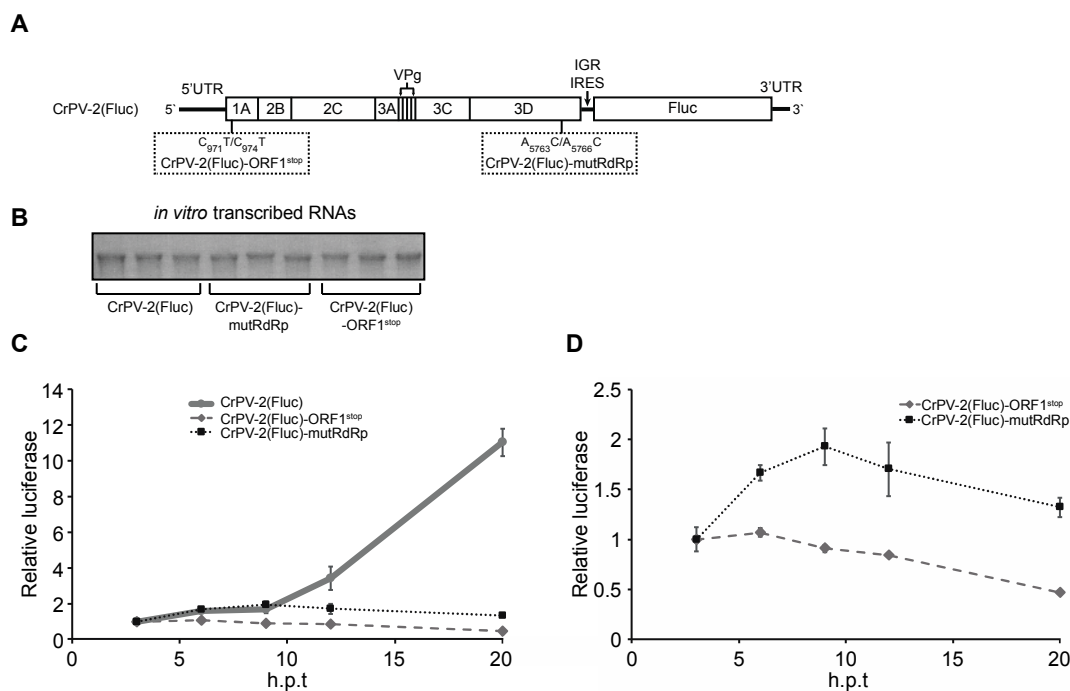 A
CrPV-2(Fluc)
5`
5'UTR
1A
2B
2C
3A
VPg
3C
3D
IGR
IRES
Fluc
3'UTR
3`
C₉₇₁T/C₉₇₄T
CrPV-2(Fluc)-ORF1ˢᵗᵒᵖ
A₅₇₆₃C/A₅₇₆₆C
CrPV-2(Fluc)-mutRdRp
B
in vitro transcribed RNAs
CrPV-2(Fluc)
CrPV-2(Fluc)-
mutRdRp
CrPV-2(Fluc)
-ORF1ˢᵗᵒᵖ
C
Relative luciferase
14
12
10
8
6
4
2
0
0
5
10
15
20
h.p.t
CrPV-2(Fluc)
CrPV-2(Fluc)-ORF1ˢᵗᵒᵖ
CrPV-2(Fluc)-mutRdRp
D
Relative luciferase
2.5
2
1.5
1
0.5
0
0
5
10
15
20
h.p.t
CrPV-2(Fluc)-ORF1ˢᵗᵒᵖ
CrPV-2(Fluc)-mutRdRp